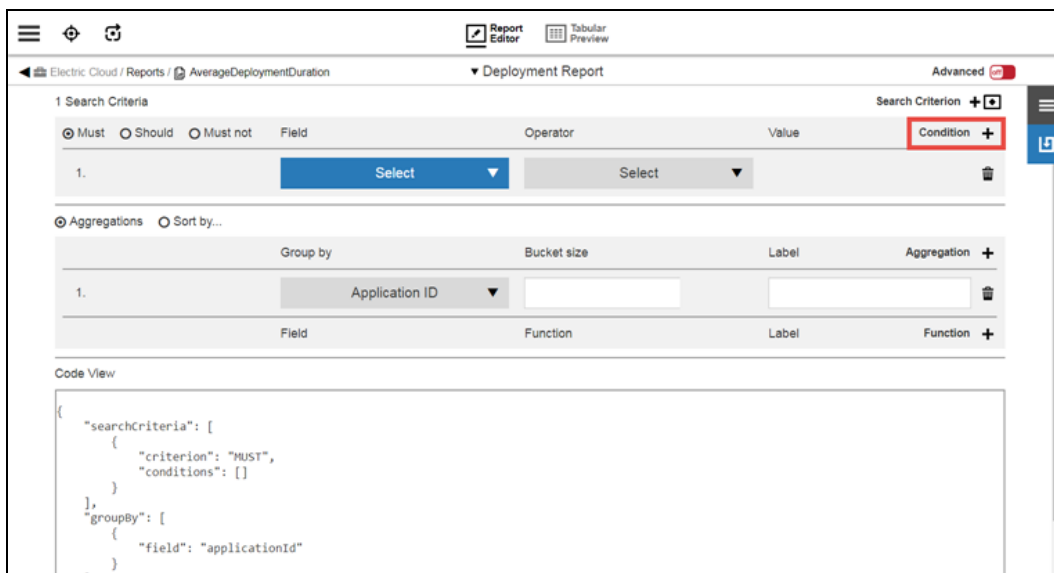 Report Editor Tabular Preview
Electric Cloud / Reports / AverageDeploymentDuration Deployment Report Advanced off
1 Search Criteria Search Criterion +
Must Should Must not Field Operator Value Condition +
1. Select Select
Aggregations Sort by...
Group by Bucket size Label Aggregation +
1. Application ID
Field Function Label Function +
Code View
{
"searchCriteria": [
{
"criterion": "MUST",
"conditions": []
}
],
"groupBy": [
{
"field": "applicationId"
}